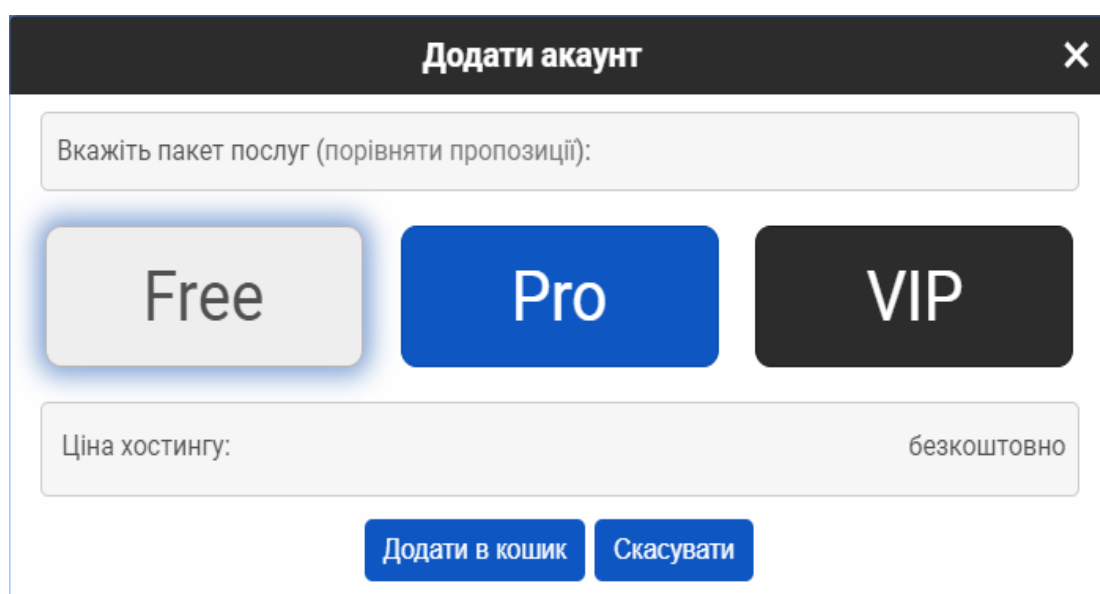 Додати акаунт
Вкажіть пакет послуг (порівняти пропозиції):
Free
Pro
VIP
Ціна хостингу: безкоштовно
Додати в кошик
Скасувати